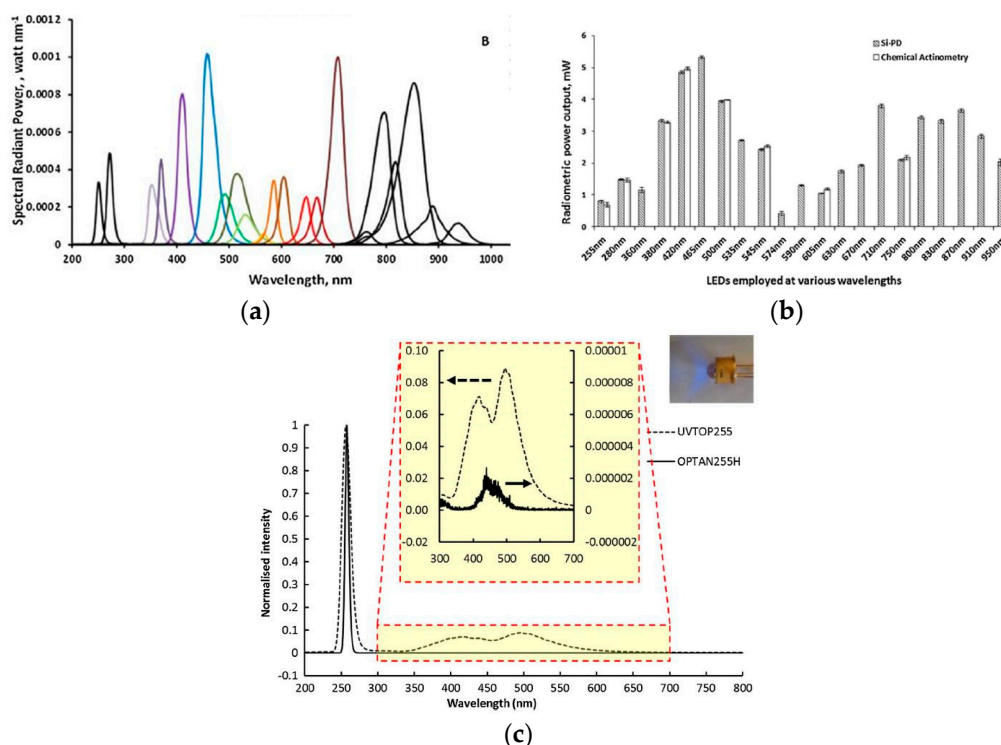 0.0012
0.001
0.0008
0.0006
0.0004
0.0002
0
B
Spectral Radiant Power, , watt nm-1
200 300 400 500 600 700 800 900 1000
Wavelength, nm
(a)
6
5
4
3
2
1
0
Si-PD
Chemical Actinometry
Radiometric power output, mW
255nm 280nm 360nm 380nm 420nm 465nm 500nm 535nm 545nm 574nm 590nm 605nm 630nm 670nm 710nm 750nm 800nm 830nm 870nm 910nm 950nm
LEDs employed at various wavelengths
(b)
0.10 0.00001
0.08 0.000008
0.06 0.000006
0.04 0.000004
0.02 0.000002
0.00 0
-0.02 -0.000002
300 400 500 600 700
UVTOP255
OPTAN255H
1
0.9
0.8
0.7
0.6
0.5
0.4
0.3
0.2
0.1
0
-0.1
Normalised intensity
200 250 300 350 400 450 500 550 600 650 700 750 800
Wavelength (nm)
(c)